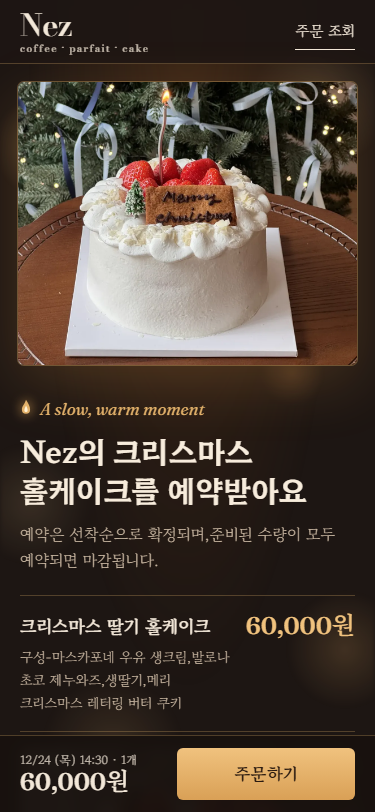 Nez
coffee · parfait · cake
주문 조회
Merry
christmas
A slow, warm moment
Nez의 크리스마스
홀케이크를 예약받아요
예약은 선착순으로 확정되며,준비된 수량이 모두
예약되면 마감됩니다.
크리스마스 딸기 홀케이크
60,000원
구성-마스카포네 우유 생크림,발로나
초코 제누와즈,생딸기,메리
크리스마스 레터링 버터 쿠키
12/24 (목) 14:30 · 1개
60,000원
주문하기